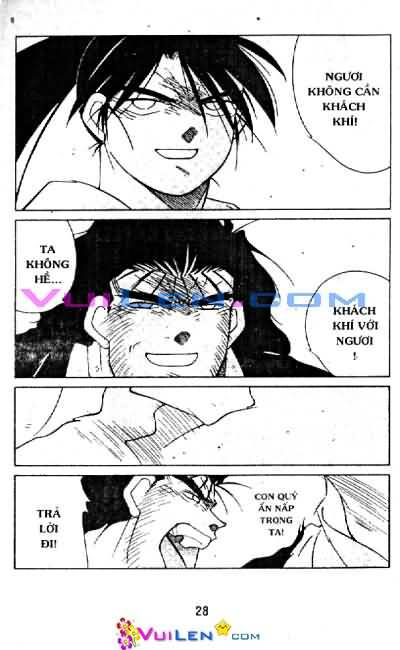 NGƯƠI
KHÔNG CẦN
KHÁCH
KHÍ!
TA
KHÔNG
HỀ...
VuiLen.com
KHÁCH
KHÍ VỚI
NGƯƠI
!
CON QUỶ
ẨN NẤP
TRONG
TA!
TRẢ
LỜI
ĐI!
28
VuiLen.com